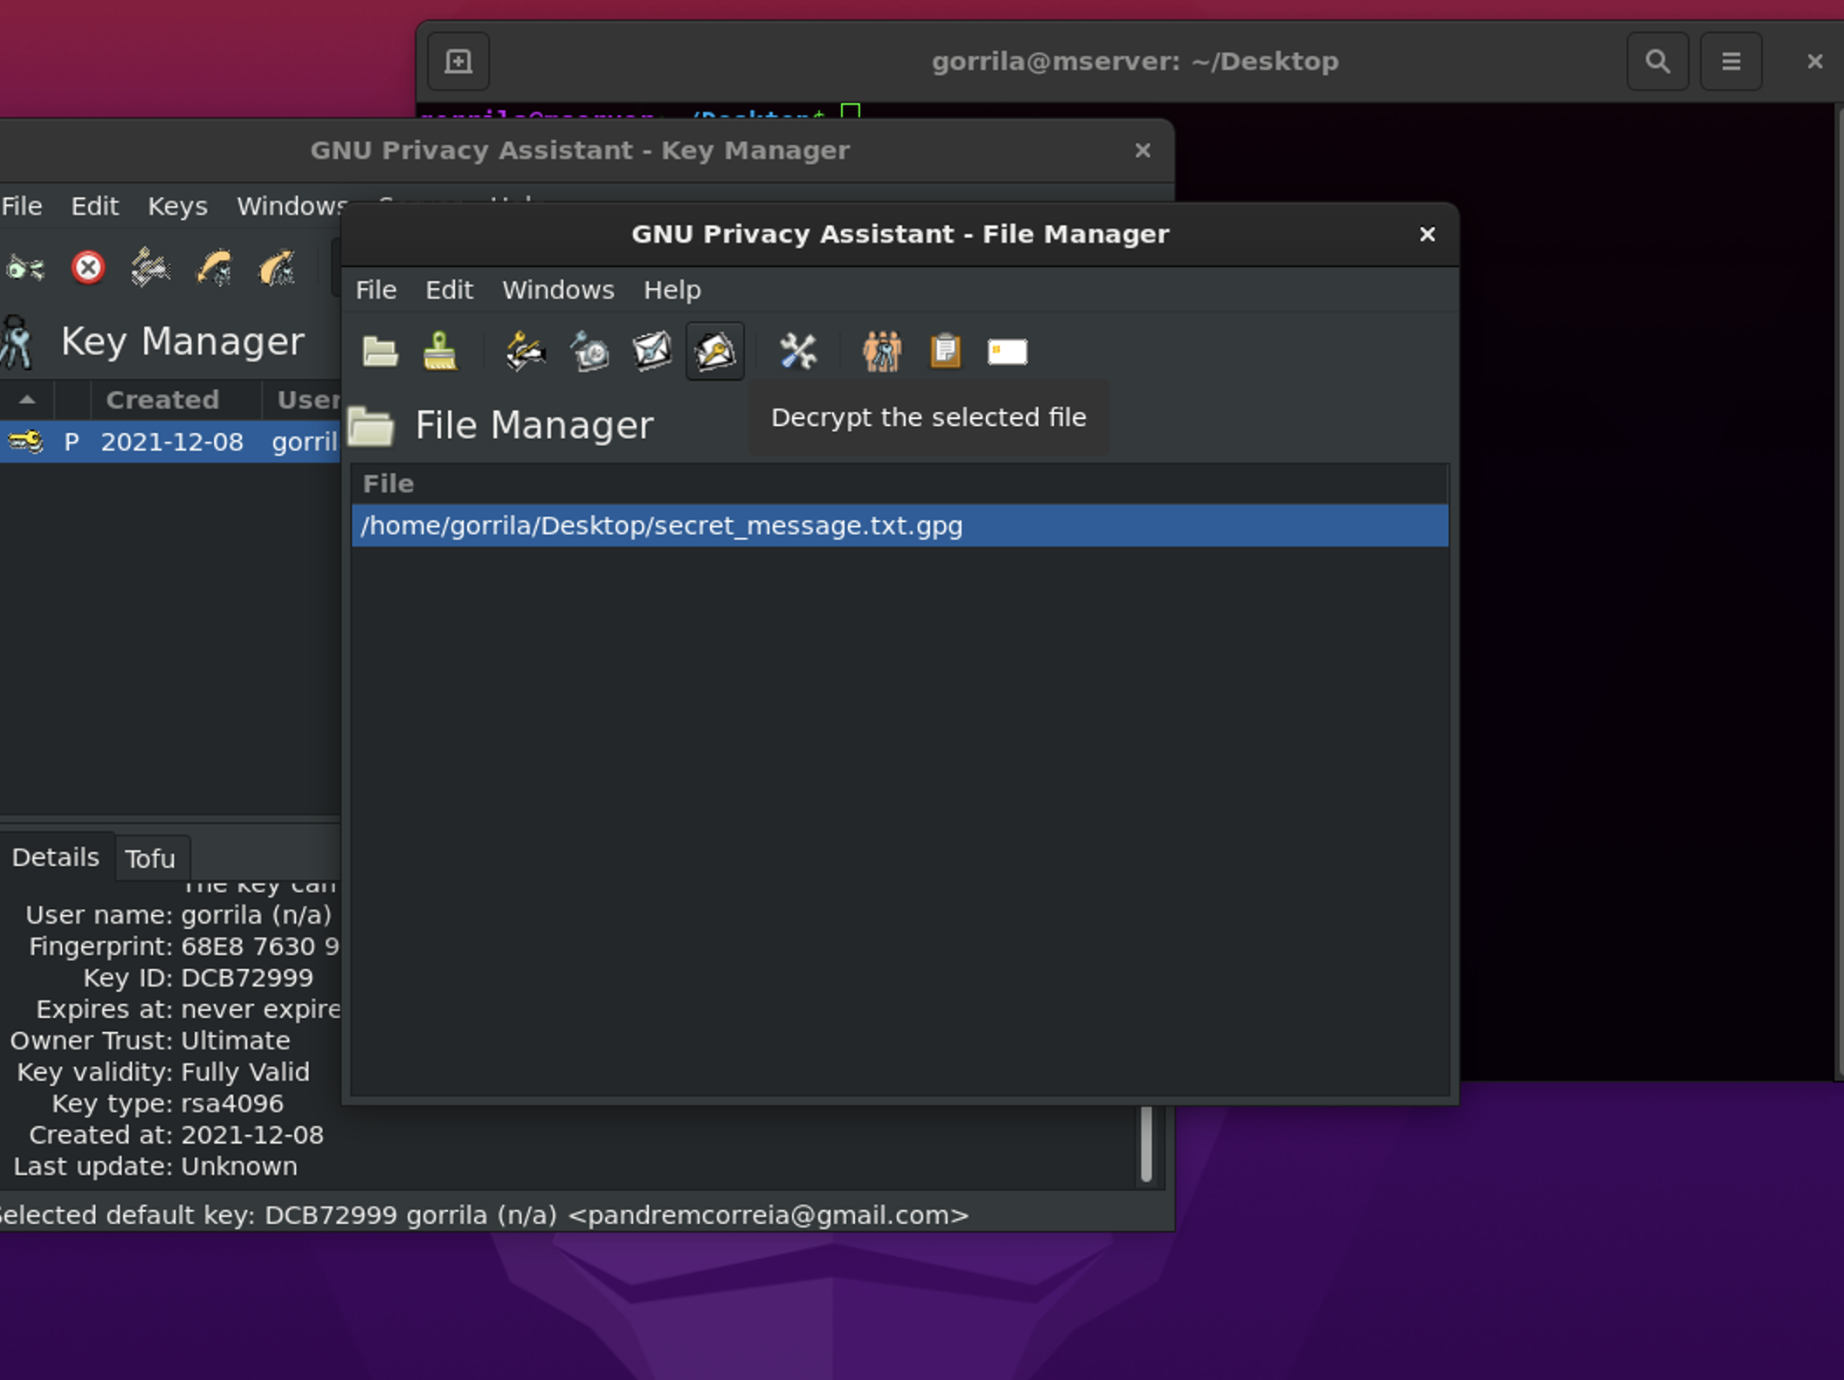 gorrila@mserver: ~/Desktop
gorrila@mserver: ~/Desktop$
GNU Privacy Assistant - Key Manager
File Edit Keys Windows
GNU Privacy Assistant - File Manager
File Edit Windows Help
Key Manager
Decrypt the selected file
File Manager
Created User
P 2021-12-08 gorril
File
/home/gorrila/Desktop/secret_message.txt.gpg
Details Tofu
The key can
User name: gorrila (n/a)
Fingerprint: 68E8 7630 9
Key ID: DCB72999
Expires at: never expire
Owner Trust: Ultimate
Key validity: Fully Valid
Key type: rsa4096
Created at: 2021-12-08
Last update: Unknown
Selected default key: DCB72999 gorrila (n/a) <pandremcorreia@gmail.com>